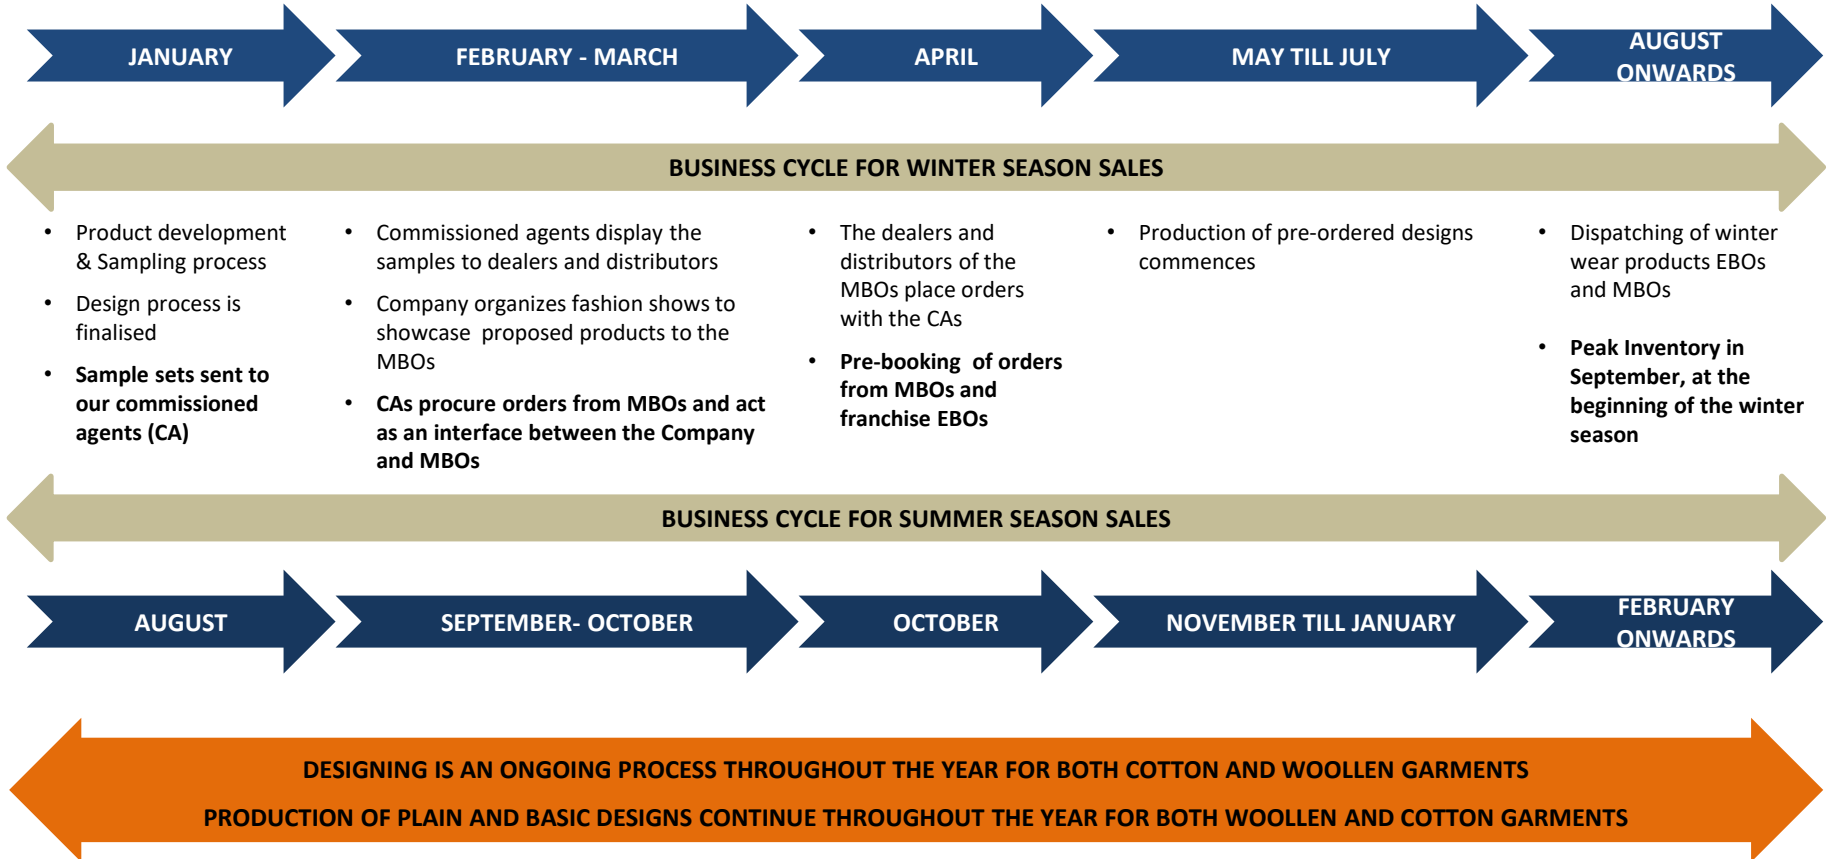 JANUARY
FEBRUARY - MARCH
APRIL
MAY TILL JULY
AUGUST
ONWARDS
BUSINESS CYCLE FOR WINTER SEASON SALES
• Product development
& Sampling process
• Design process is
finalised
• Sample sets sent to
our commissioned
agents (CA)
• Commissioned agents display the
samples to dealers and distributors
• Company organizes fashion shows to
showcase proposed products to the
MBOs
• CAs procure orders from MBOs and act
as an interface between the Company
and MBOs
• The dealers and
distributors of the
MBOs place orders
with the CAs
• Pre-booking of orders
from MBOs and
franchise EBOs
• Production of pre-ordered designs
commences
• Dispatching of winter
wear products EBOs
and MBOs
• Peak Inventory in
September, at the
beginning of the winter
season
BUSINESS CYCLE FOR SUMMER SEASON SALES
AUGUST
SEPTEMBER- OCTOBER
OCTOBER
NOVEMBER TILL JANUARY
FEBRUARY
ONWARDS
DESIGNING IS AN ONGOING PROCESS THROUGHOUT THE YEAR FOR BOTH COTTON AND WOOLLEN GARMENTS
PRODUCTION OF PLAIN AND BASIC DESIGNS CONTINUE THROUGHOUT THE YEAR FOR BOTH WOOLLEN AND COTTON GARMENTS